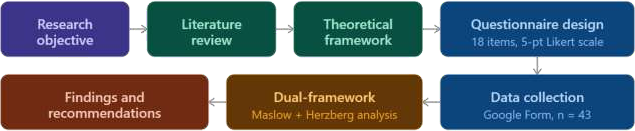 Research
objective
Literature
review
Theoretical
framework
Questionnaire design
18 items, 5-pt Likert scale
Data collection
Google Form, n = 43
Dual-framework
Maslow + Herzberg analysis
Findings and
recommendations